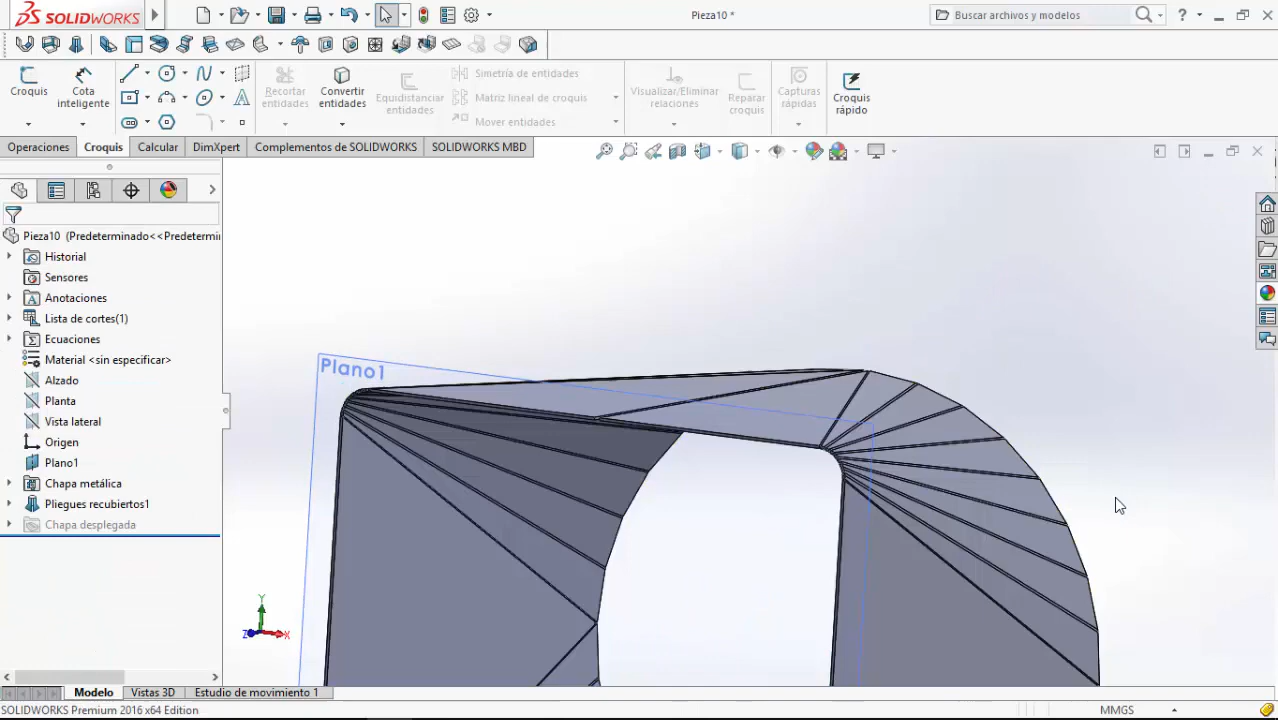 SOLIDWORKS
Pieza10 *
Buscar archivos y modelos
Croquis
Cota inteligente
Recortar entidades
Convertir entidades
Equidistanciar entidades
Simetría de entidades
Matriz lineal de croquis
Mover entidades
Visualizar/Eliminar relaciones
Reparar croquis
Capturas rápidas
Croquis rápido
Operaciones
Croquis
Calcular
DimXpert
Complementos de SOLIDWORKS
SOLIDWORKS MBD
Pieza10 (Predeterminado<<Predetermin
Historial
Sensores
Anotaciones
Lista de cortes(1)
Ecuaciones
Material <sin especificar>
Alzado
Planta
Vista lateral
Origen
Plano1
Chapa metálica
Pliegues recubiertos1
Chapa desplegada
Plano1
Y
Z
X
Modelo
Vistas 3D
Estudio de movimiento 1
SOLIDWORKS Premium 2016 x64 Edition
MMGS